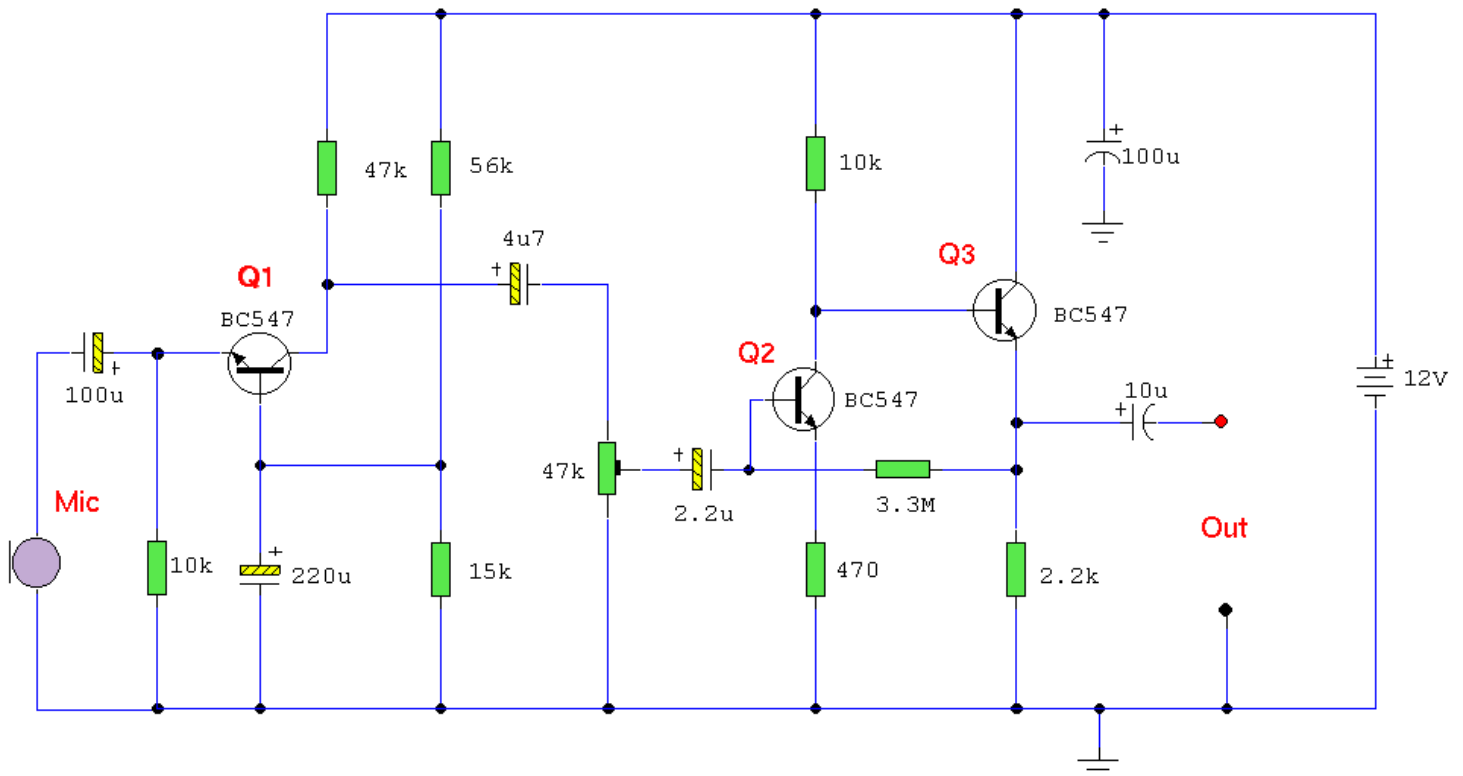 47k
56k
10k
+
100u
4u7
+
Q3
Q1
BC547
BC547
Q2
+
12V
+
100u
BC547
10u
+
47k
+
2.2u
3.3M
Mic
Out
10k
+
220u
15k
470
2.2k